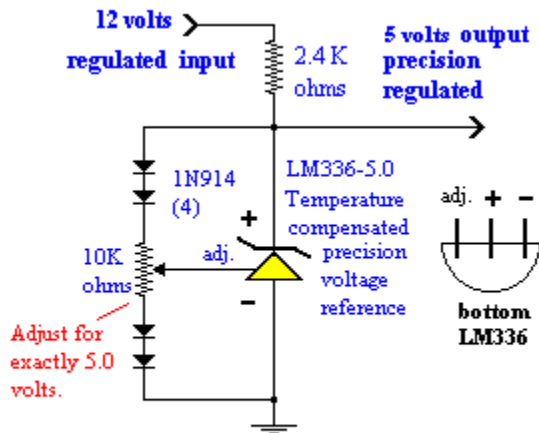 12 volts
regulated input
2.4 K
ohms
5 volts output
precision
regulated
1N914
(4)
LM336-5.0
Temperature
compensated
precision
voltage
reference
+
adj.
-
10K
ohms
Adjust for
exactly 5.0
volts.
adj. + -
bottom
LM336